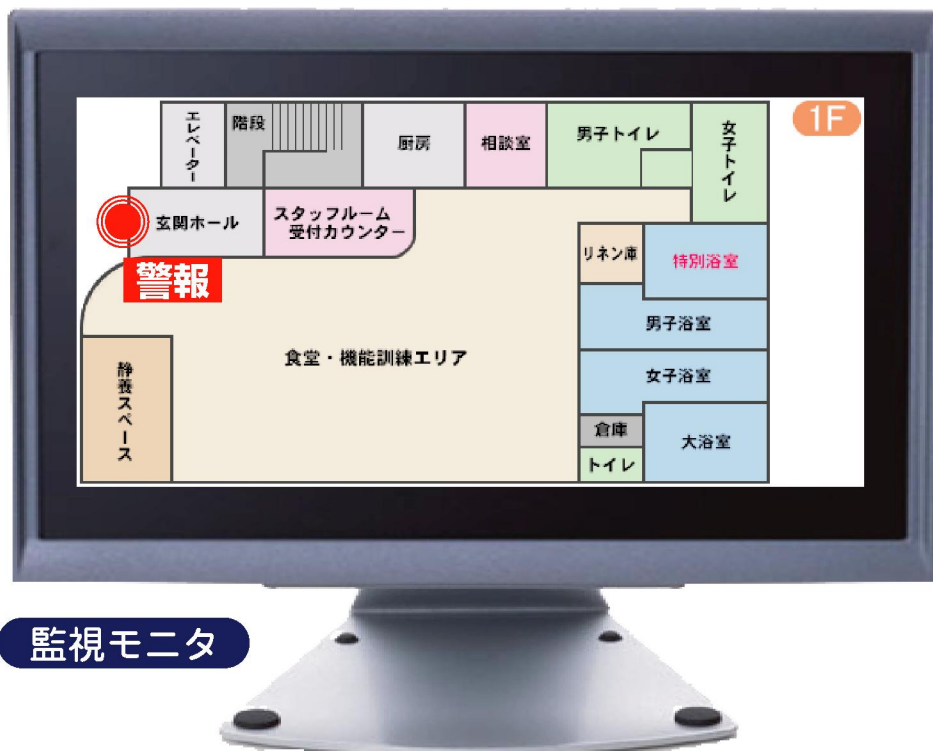 1F
エレベーター
階段
厨房
相談室
男子トイレ
女子トイレ
玄関ホール
スタッフルーム
受付カウンター
警報
リネン庫
特別浴室
男子浴室
食堂・機能訓練エリア
女子浴室
静養スペース
倉庫
大浴室
トイレ
監視モニタ